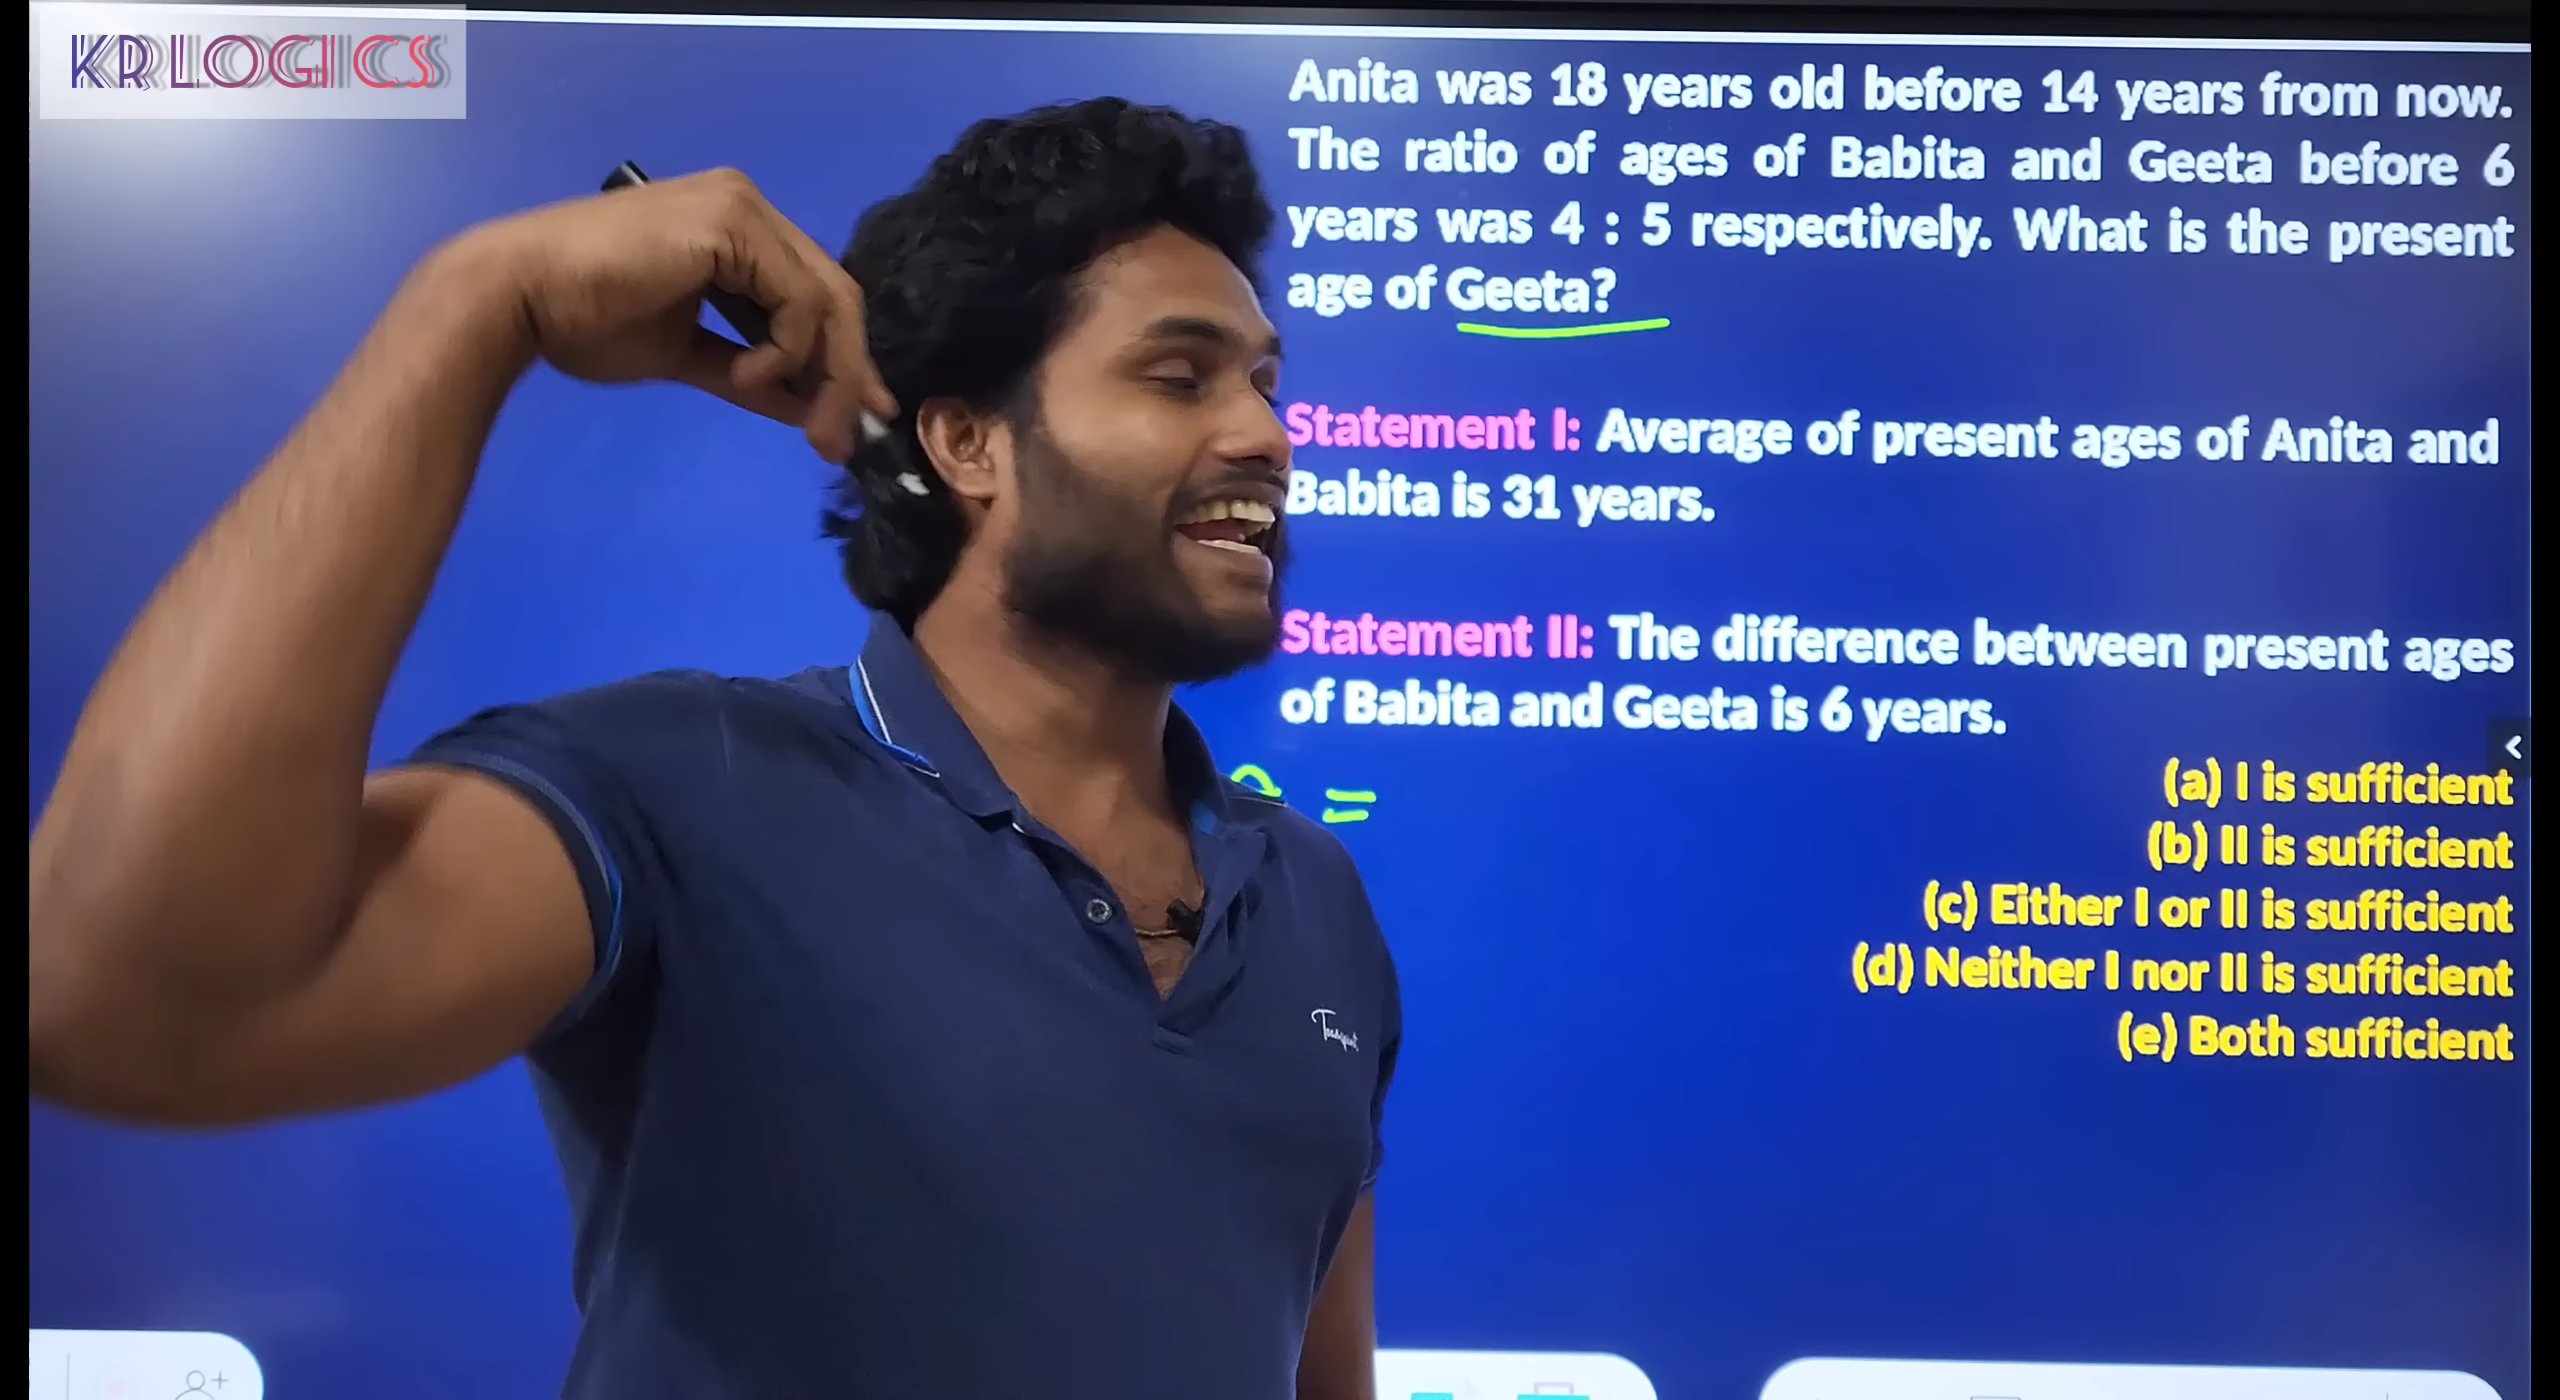 KR LOGICS
Anita was 18 years old before 14 years from now.
The ratio of ages of Babita and Geeta before 6
years was 4 : 5 respectively. What is the present
age of Geeta?
Statement I: Average of present ages of Anita and
Babita is 31 years.
Statement II: The difference between present ages
of Babita and Geeta is 6 years.
=
(a) I is sufficient
(b) II is sufficient
(c) Either I or II is sufficient
(d) Neither I nor II is sufficient
(e) Both sufficient